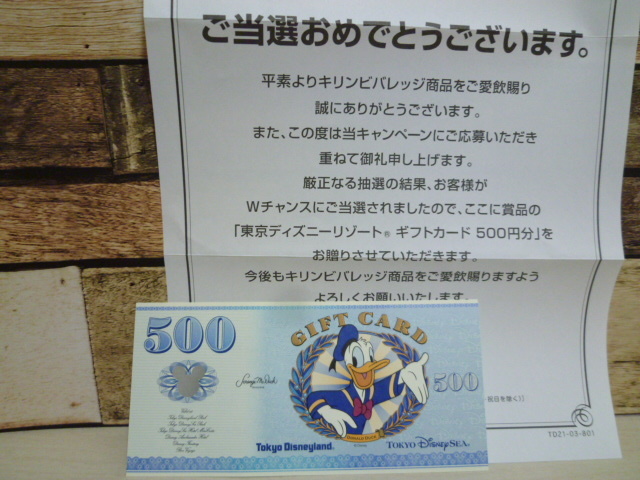 ご当選おめでとうございます。
平素よりキリンビバレッジ商品をご愛飲賜り
誠にありがとうございます。
また、この度は当キャンペーンにご応募いただき
重ねて御礼申し上げます。
厳正なる抽選の結果、お客様が
Wチャンスにご当選されましたので、ここに賞品の
「東京ディズニーリゾート® ギフトカード 500円分」を
お贈りさせていただきます。
今後もキリンビバレッジ商品をご愛飲賜りますよう
よろしくお願いいたします。
TD21-03-B01
500
GIFT CARD
500
DONALD DUCK
Tokyo Disneyland.
TOKYO DISNEYSEA.